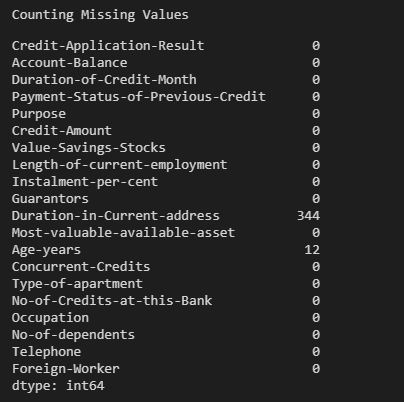 Counting Missing Values
Credit-Application-Result 0
Account-Balance 0
Duration-of-Credit-Month 0
Payment-Status-of-Previous-Credit 0
Purpose 0
Credit-Amount 0
Value-Savings-Stocks 0
Length-of-current-employment 0
Instalment-per-cent 0
Guarantors 0
Duration-in-Current-address 344
Most-valuable-available-asset 0
Age-years 12
Concurrent-Credits 0
Type-of-apartment 0
No-of-Credits-at-this-Bank 0
Occupation 0
No-of-dependents 0
Telephone 0
Foreign-Worker 0
dtype: int64